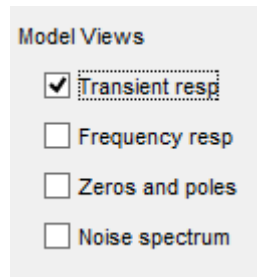 Model Views
Transient resp
Frequency resp
Zeros and poles
Noise spectrum